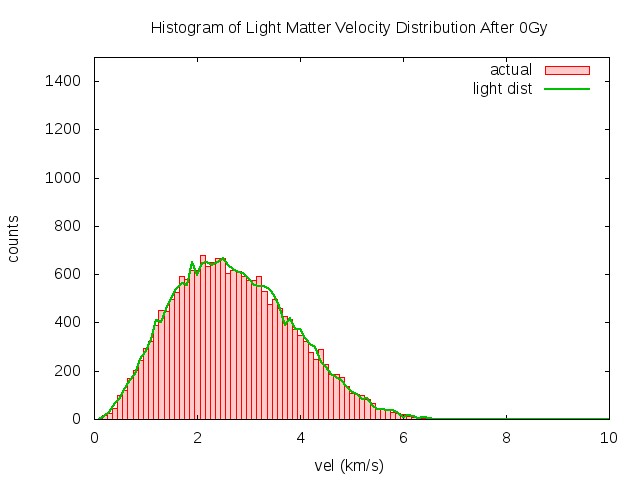 Histogram of Light Matter Velocity Distribution After 0Gy
actual
light dist
1400
1200
1000
800
600
400
200
0
counts
0 2 4 6 8 10
vel (km/s)